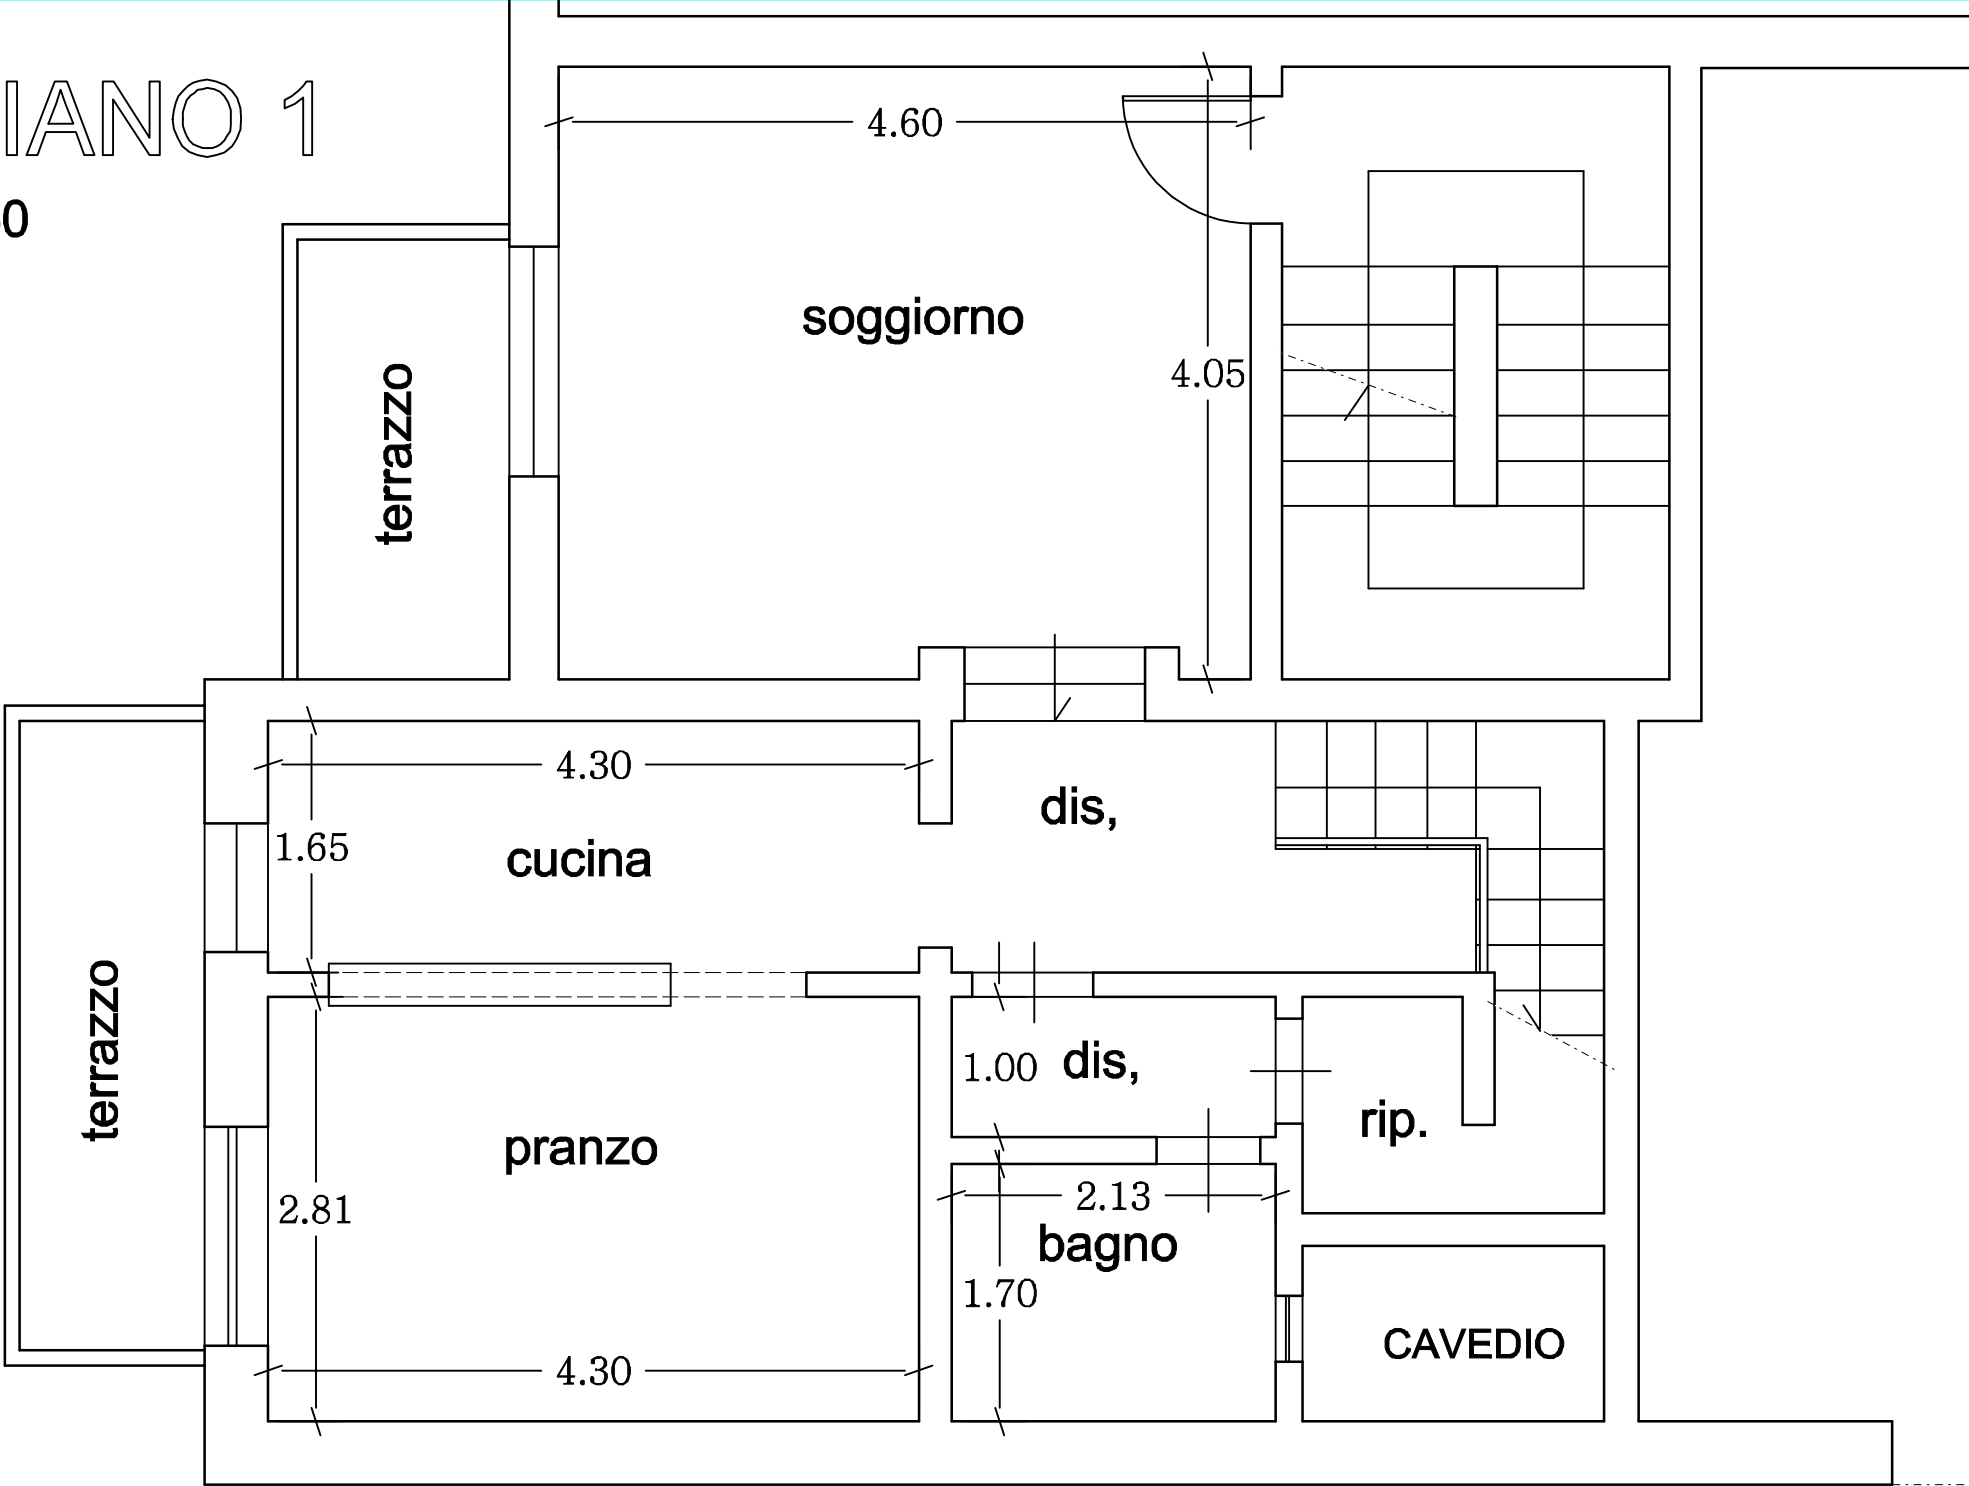 IANO 1
0
4.60
soggiorno
4.05
terrazzo
4.30
dis,
1.65
cucina
terrazzo
1.00
dis,
rip.
pranzo
2.81
2.13
bagno
1.70
CAVEDIO
4.30